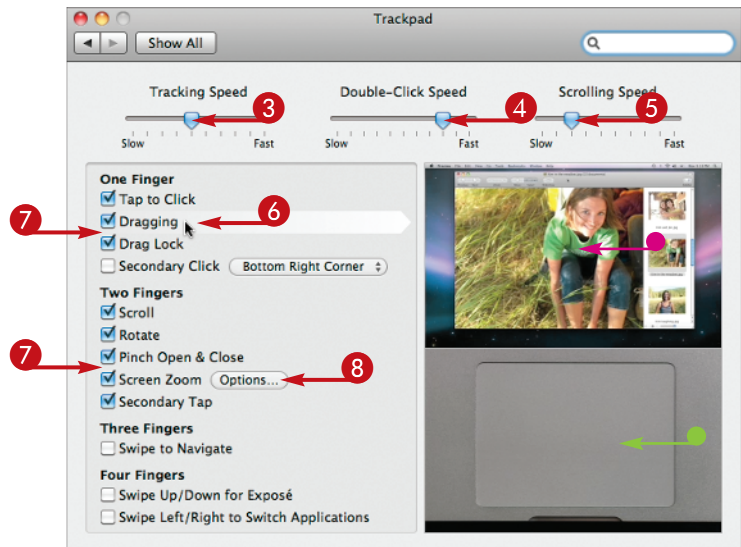 Trackpad
Show All
Tracking Speed Double-Click Speed Scrolling Speed
3 4 5
Slow Fast Slow Fast Slow Fast
One Finger
Tap to Click
Dragging 6
7
Drag Lock
Secondary Click Bottom Right Corner
Two Fingers
Scroll
Rotate
7 Pinch Open & Close
Screen Zoom Options... 8
Secondary Tap
Three Fingers
Swipe to Navigate
Four Fingers
Swipe Up/Down for Exposé
Swipe Left/Right to Switch Applications